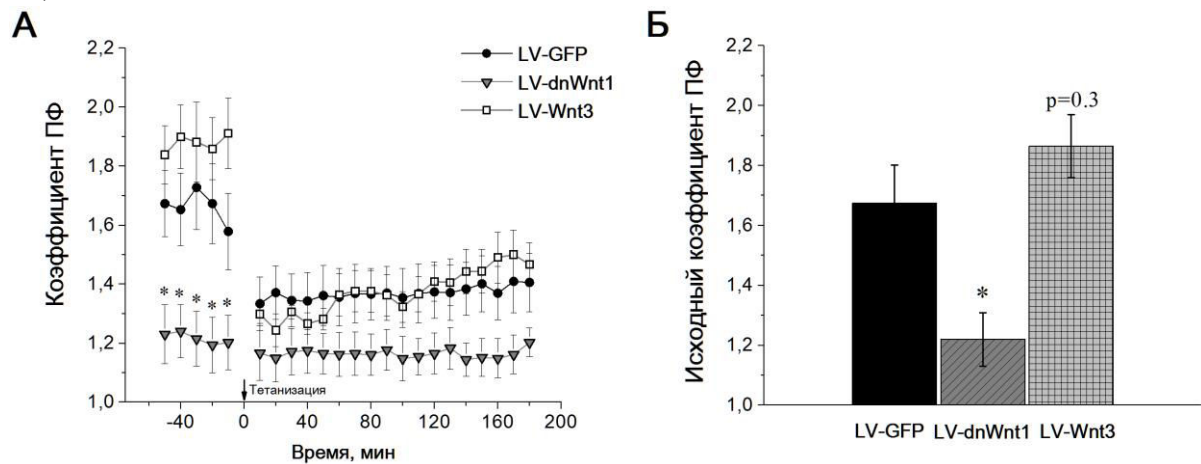 А
Коэффициент ПФ
2,2
2,0
1,8
1,6
1,4
1,2
1,0
LV-GFP
LV-dnWnt1
LV-Wnt3
* * * * *
Тетанизация
-40 0 40 80 120 160 200
Время, мин
Б
Исходный коэффициент ПФ
2,2
2,0
1,8
1,6
1,4
1,2
1,0
p=0.3
*
LV-GFP LV-dnWnt1 LV-Wnt3